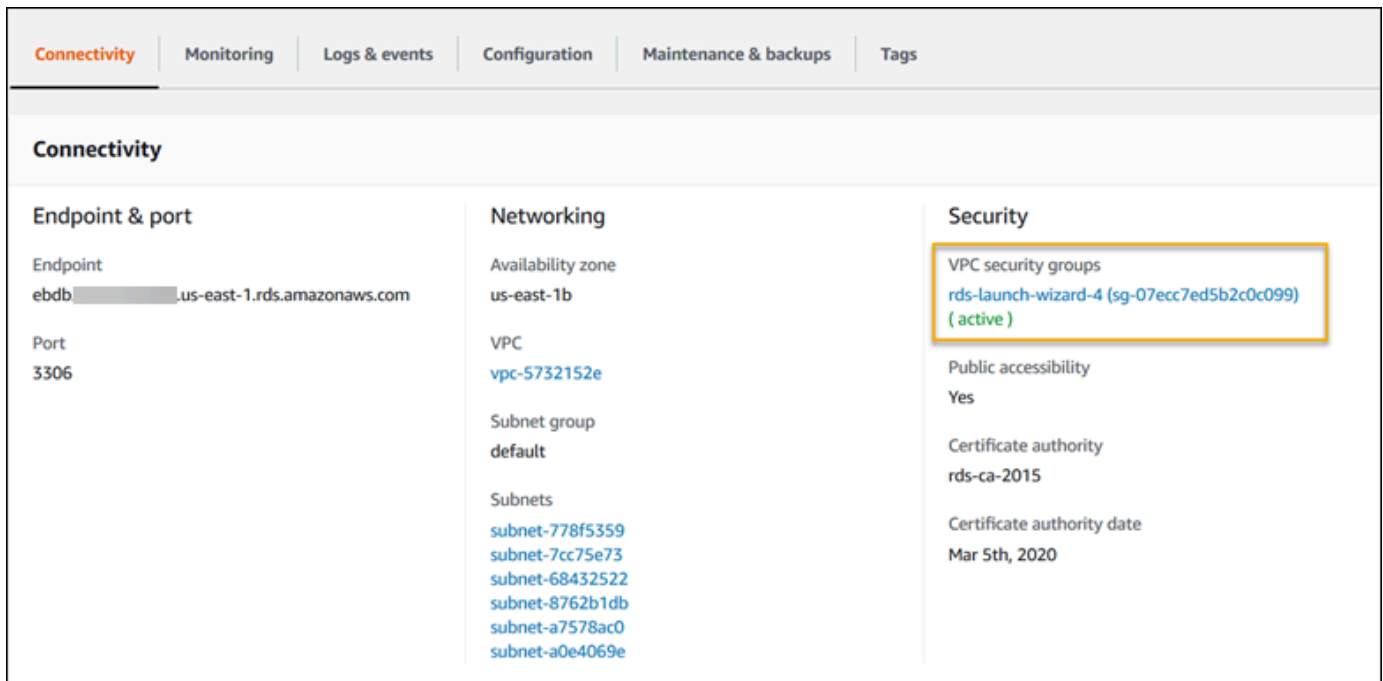 Connectivity
Monitoring
Logs & events
Configuration
Maintenance & backups
Tags
Connectivity
Endpoint & port
Endpoint
ebdb. .us-east-1.rds.amazonaws.com
Port
3306
Networking
Availability zone
us-east-1b
VPC
vpc-5732152e
Subnet group
default
Subnets
subnet-778f5359
subnet-7cc75e73
subnet-68432522
subnet-8762b1db
subnet-a7578ac0
subnet-a0e4069e
Security
VPC security groups
rds-launch-wizard-4 (sg-07ecc7ed5b2c0c099)
( active )
Public accessibility
Yes
Certificate authority
rds-ca-2015
Certificate authority date
Mar 5th, 2020